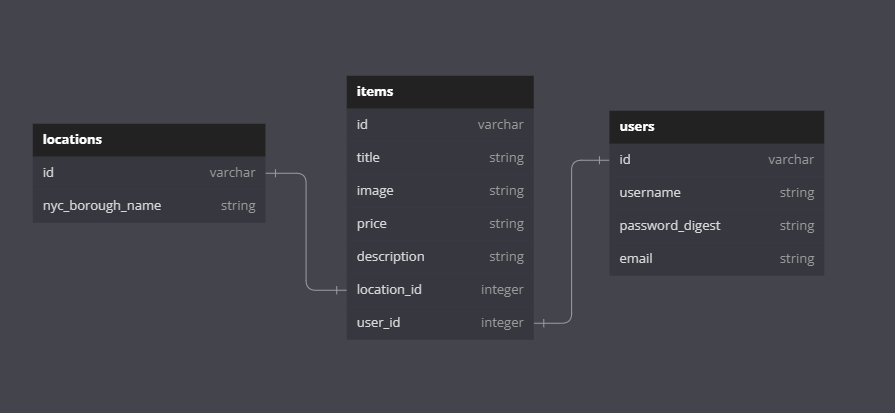 locations
id varchar
nyc_borough_name string
items
id varchar
title string
image string
price string
description string
location_id integer
user_id integer
users
id varchar
username string
password_digest string
email string